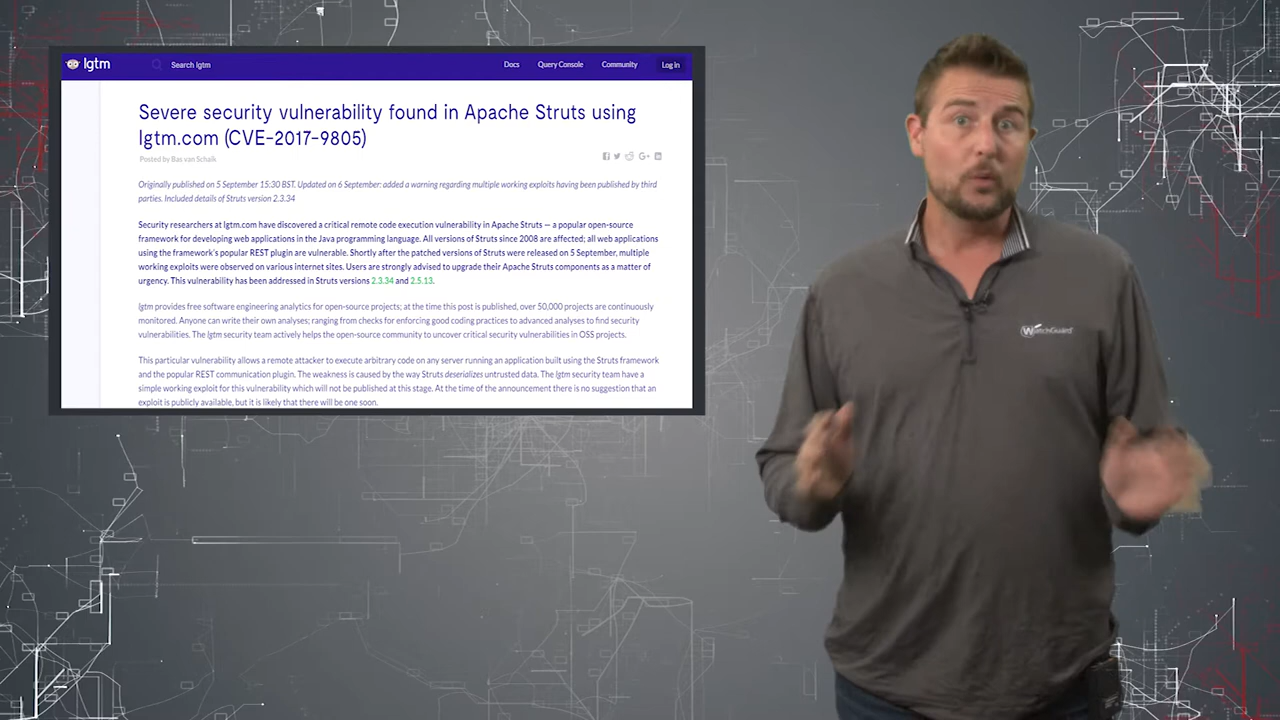 lgtm
Search lgtm
Docs
Query Console
Community
Log in
Severe security vulnerability found in Apache Struts using
lgtm.com (CVE-2017-9805)
Posted by Bas van Schaik
Originally published on 5 September 15:30 BST. Updated on 6 September: added a warning regarding multiple working exploits having been published by third
parties. Included details of Struts version 2.3.34
Security researchers at lgtm.com have discovered a critical remote code execution vulnerability in Apache Struts — a popular open-source
framework for developing web applications in the Java programming language. All versions of Struts since 2008 are affected; all web applications
using the framework's popular REST plugin are vulnerable. Shortly after the patched versions of Struts were released on 5 September, multiple
working exploits were observed on various internet sites. Users are strongly advised to upgrade their Apache Struts components as a matter of
urgency. This vulnerability has been addressed in Struts versions 2.3.34 and 2.5.13.
lgtm provides free software engineering analytics for open-source projects; at the time this post is published, over 50,000 projects are continuously
monitored. Anyone can write their own analyses; ranging from checks for enforcing good coding practices to advanced analyses to find security
vulnerabilities. The lgtm security team actively helps the open-source community to uncover critical security vulnerabilities in OSS projects.
This particular vulnerability allows a remote attacker to execute arbitrary code on any server running an application built using the Struts framework
and the popular REST communication plugin. The weakness is caused by the way Struts deserializes untrusted data. The lgtm security team have a
simple working exploit for this vulnerability which will not be published at this stage. At the time of the announcement there is no suggestion that an
exploit is publicly available, but it is likely that there will be one soon.
WatchGuard